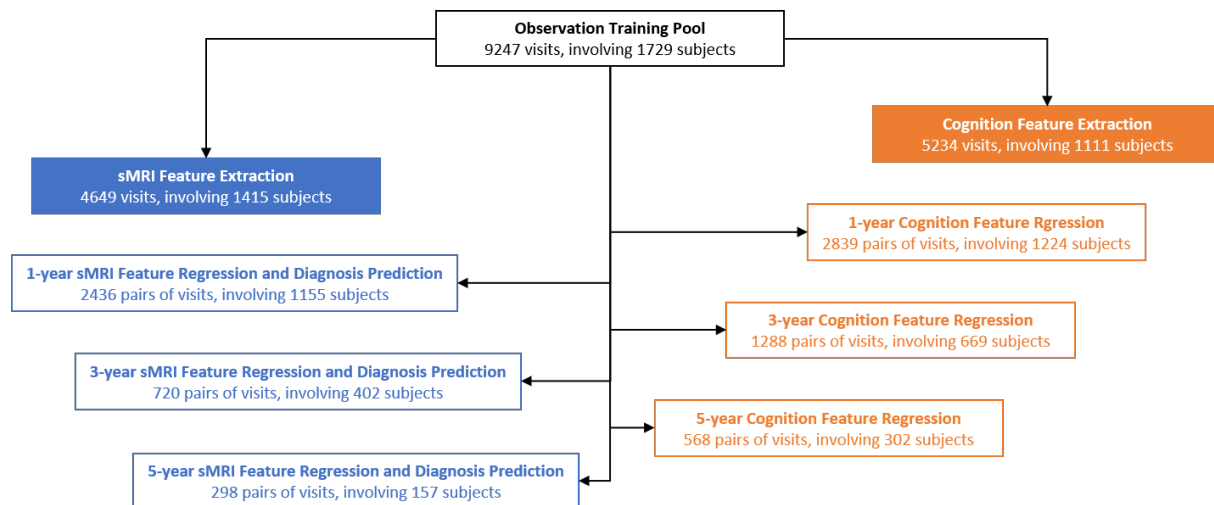 Observation Training Pool
9247 visits, involving 1729 subjects
Cognition Feature Extraction
5234 visits, involving 1111 subjects
sMRI Feature Extraction
4649 visits, involving 1415 subjects
1-year Cognition Feature Rgression
2839 pairs of visits, involving 1224 subjects
1-year sMRI Feature Regression and Diagnosis Prediction
2436 pairs of visits, involving 1155 subjects
3-year Cognition Feature Regression
1288 pairs of visits, involving 669 subjects
3-year sMRI Feature Regression and Diagnosis Prediction
720 pairs of visits, involving 402 subjects
5-year Cognition Feature Regression
568 pairs of visits, involving 302 subjects
5-year sMRI Feature Regression and Diagnosis Prediction
298 pairs of visits, involving 157 subjects